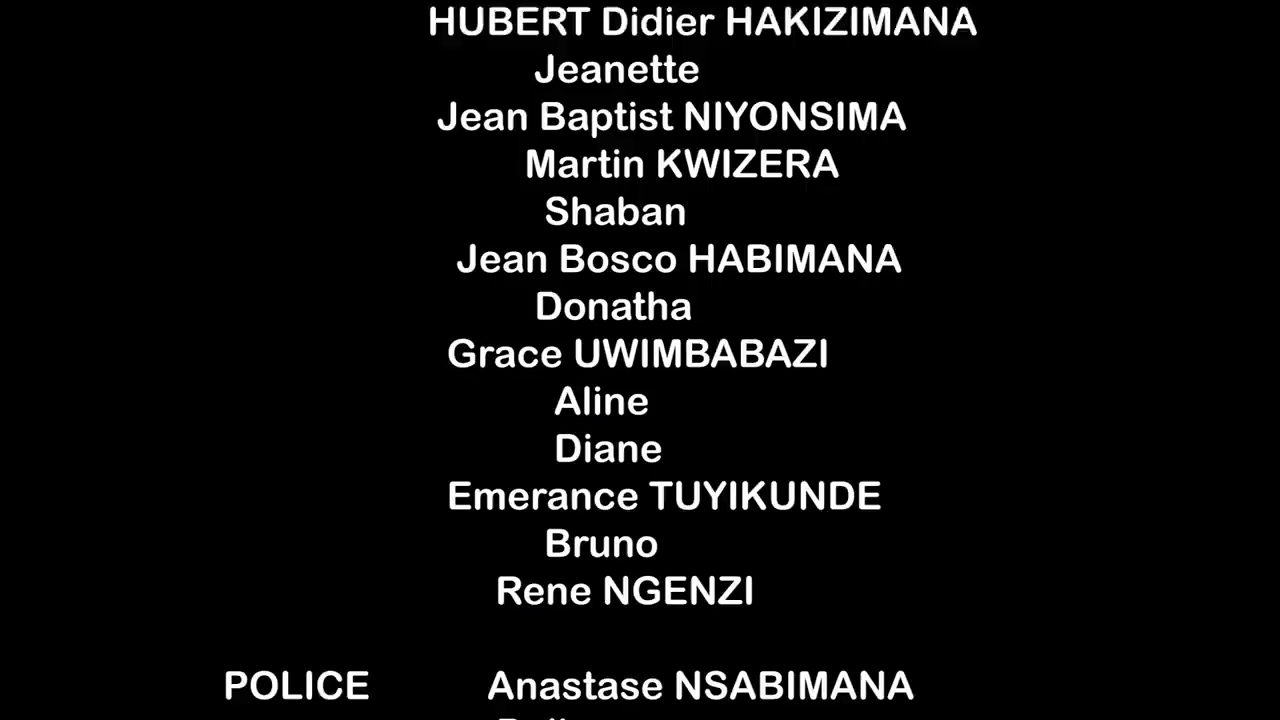 HUBERT Didier HAKIZIMANA
Jeanette
Jean Baptist NIYONSIMA
Martin KWIZERA
Shaban
Jean Bosco HABIMANA
Donatha
Grace UWIMBABAZI
Aline
Diane
Emerance TUYIKUNDE
Bruno
Rene NGENZI
POLICE Anastase NSABIMANA